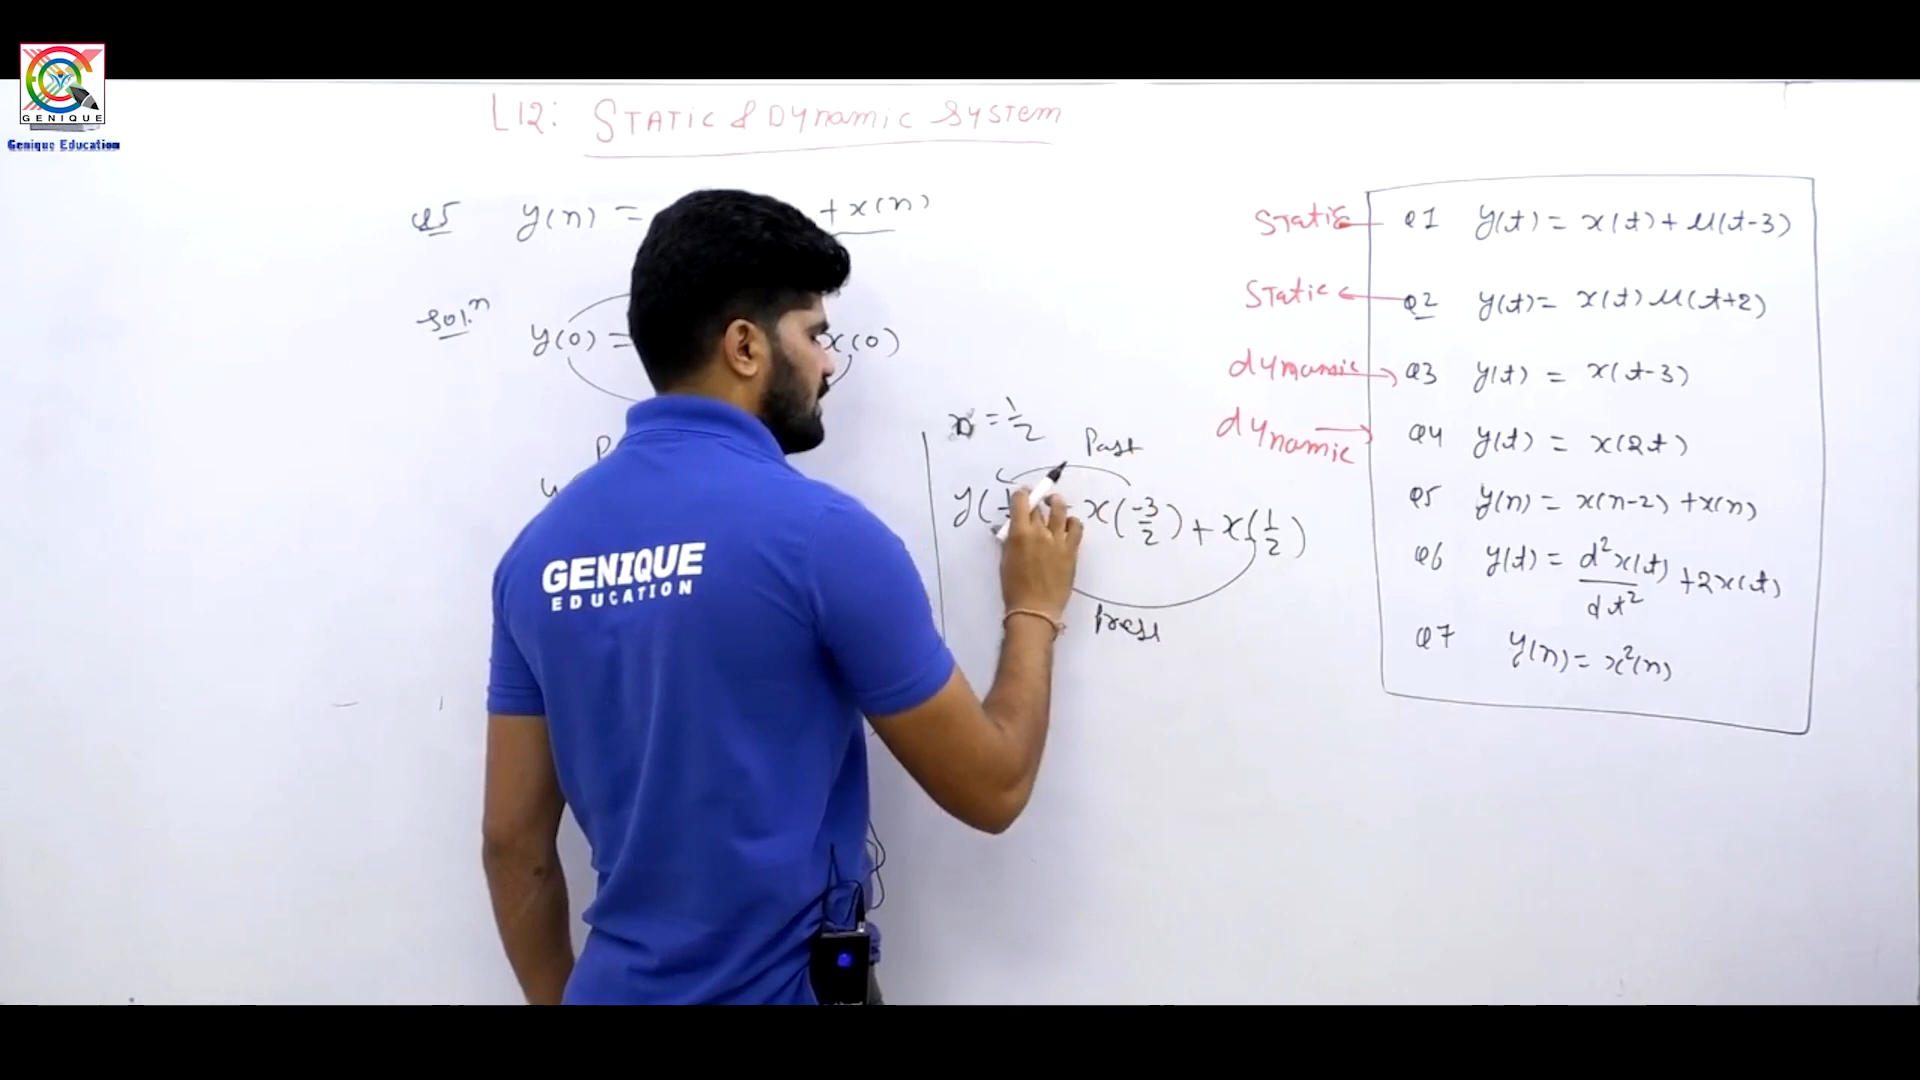 GENIQUE
Genique Education
L12: STATIC & DYNAMIC SYSTEM
Q5 y(n) = + x(n)
Sol.ⁿ
y(0) = x(0)
= 1/2
Past
y( x(-3/2) + x(1/2)
Pres
GENIQUE
EDUCATION
Static Q1 y(t) = x(t) + u(t-3)
Static Q2 y(t) = x(t) u(t+2)
dynamic Q3 y(t) = x(t-3)
dynamic Q4 y(t) = x(2t)
Q5 y(n) = x(n-2) + x(n)
Q6 y(t) = d²x(t)/dt² + 2x(t)
Q7 y(n) = x²(n)